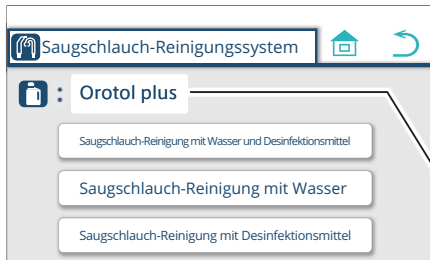 Saugschlauch-Reinigungssystem
: Orotol plus
Saugschlauch-Reinigung mit Wasser und Desinfektionsmittel
Saugschlauch-Reinigung mit Wasser
Saugschlauch-Reinigung mit Desinfektionsmittel